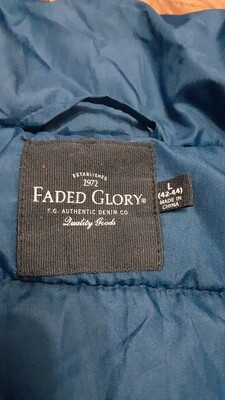 ESTABLISHED
1972
FADED GLORY®
F.G. AUTHENTIC DENIM CO.
Quality Goods
L
(42-44)
MADE IN
CHINA